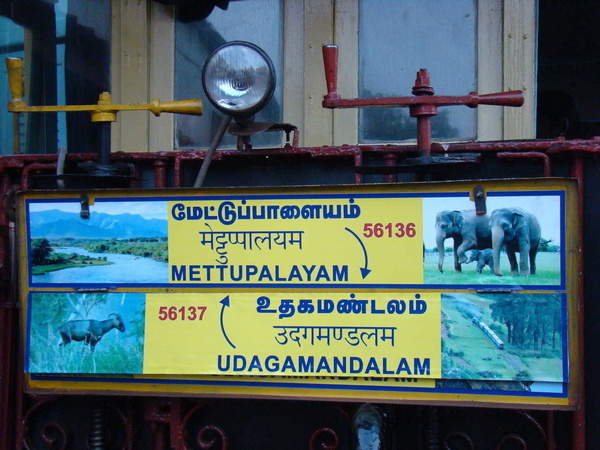 மேட்டுப்பாளையம்
मेट्टुप्पालयम
56136
METTUPALAYAM
56137
உதகமண்டலம்
उदगमण्डलम
UDAGAMANDALAM